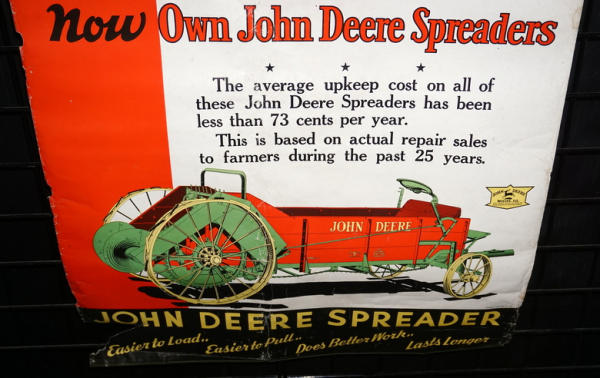 Now Own John Deere Spreaders
The average upkeep cost on all of
these John Deere Spreaders has been
less than 73 cents per year.
This is based on actual repair sales
to farmers during the past 25 years.
JOHN DEERE
JOHN DEERE
JOHN DEERE SPREADER
Easier to Load.. Easier to Pull.. Does Better Work.. Lasts Longer